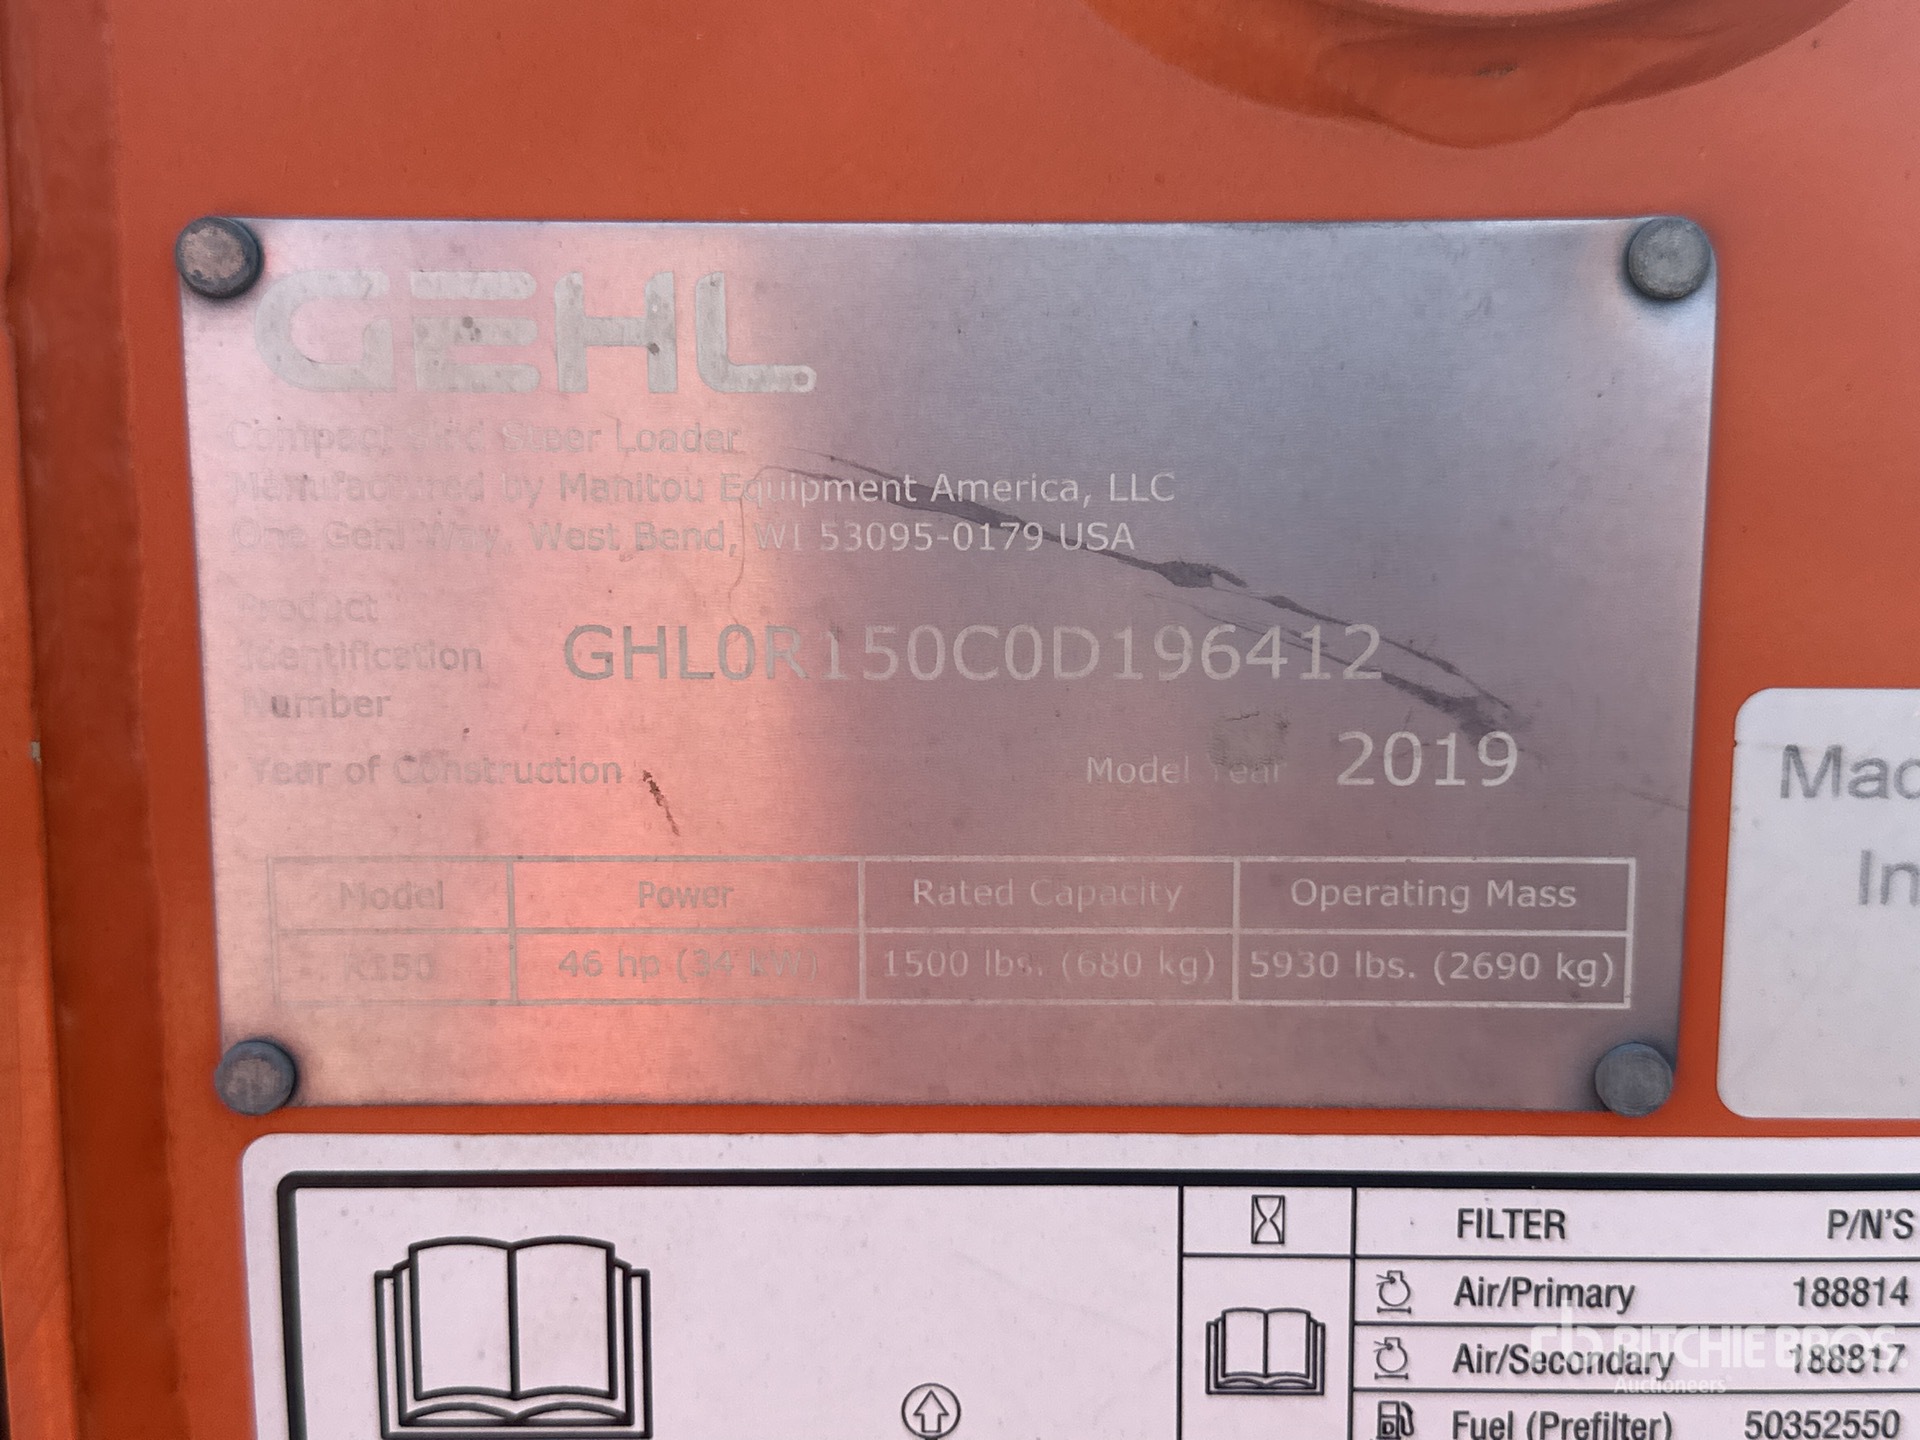 GEHL
Compact Skid Steer Loader
Manufactured by Manitou Equipment America, LLC
One Gehl Way, West Bend, WI 53095-0179 USA
Product
Identification
Number
GHL0R150C0D196412
Year of Construction
Model Year 2019
Model Power Rated Capacity Operating Mass
R150 46 hp (34 kW) 1500 lbs. (680 kg) 5930 lbs. (2690 kg)
Mac
In
FILTER P/N'S
Air/Primary 188814
Air/Secondary 188817
Fuel (Prefilter) 50352550
rb RITCHIE BROS.
Auctioneers